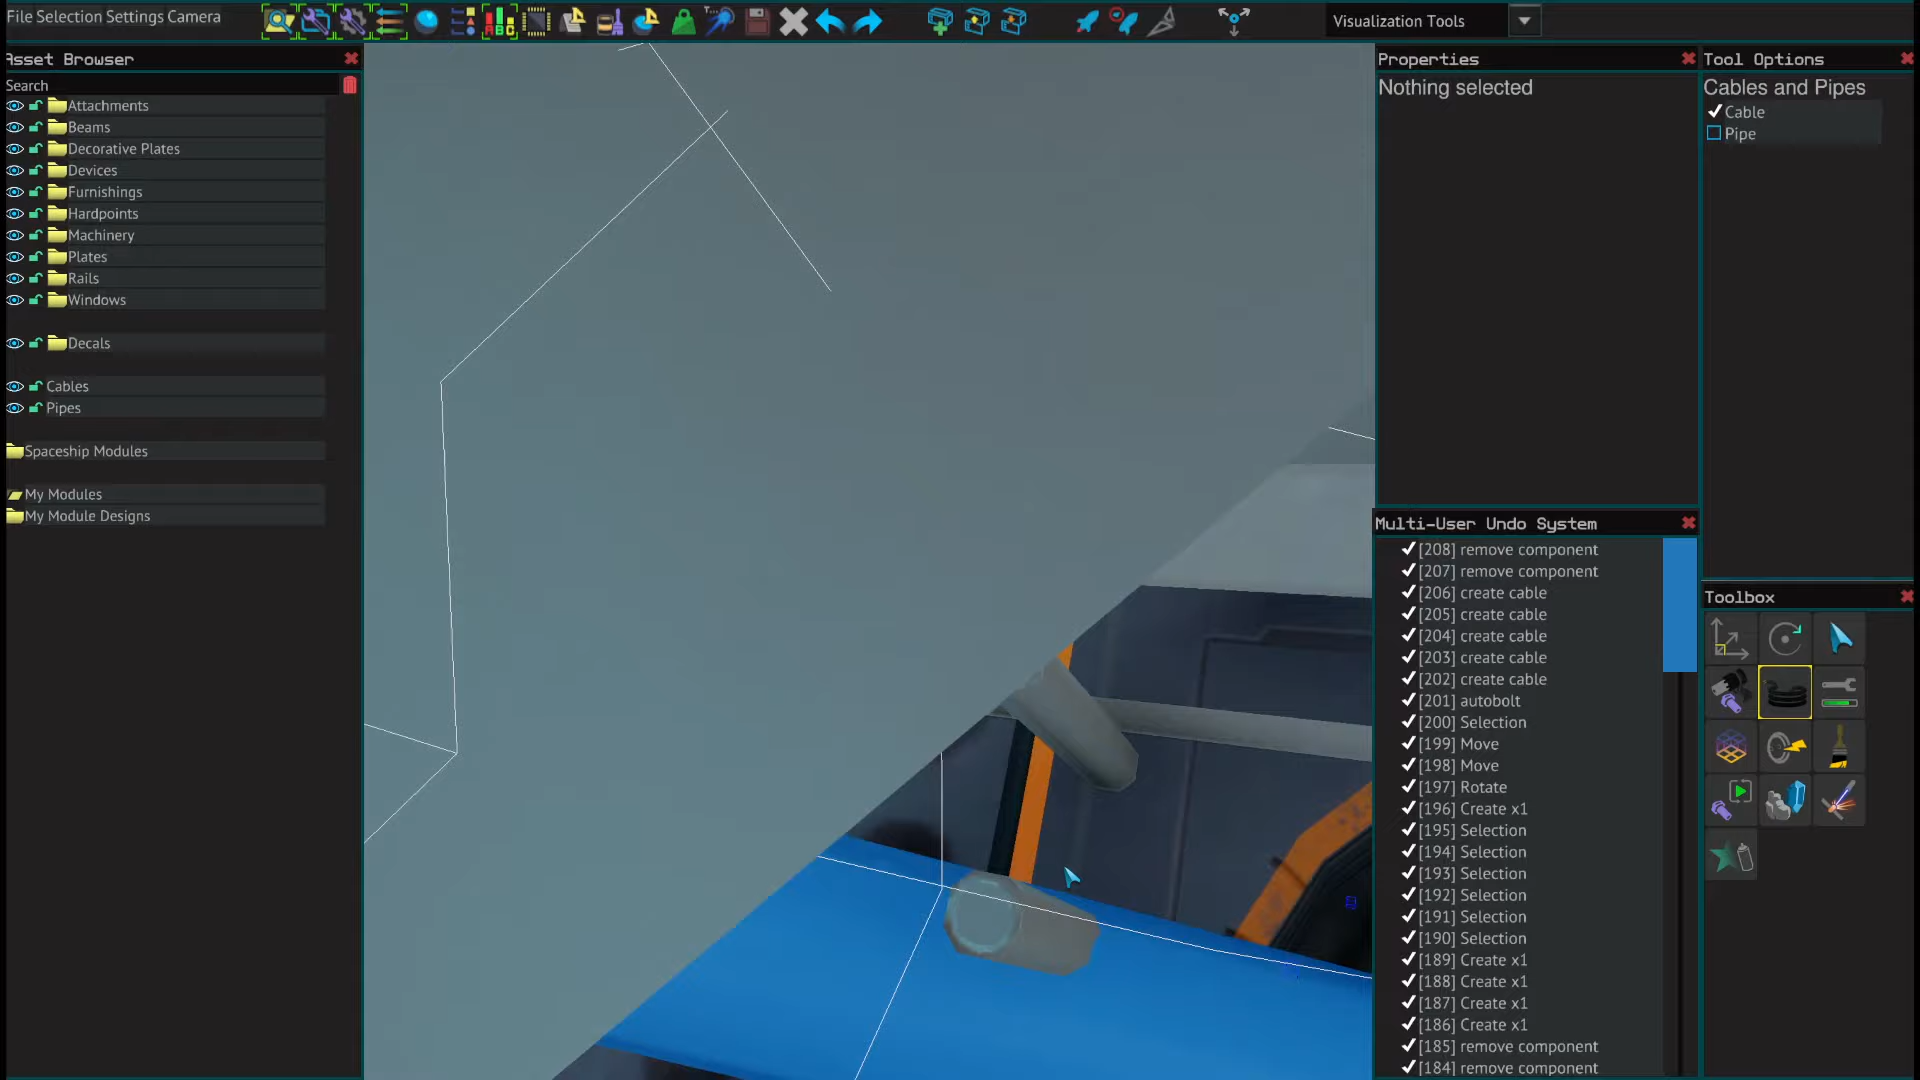 File Selection Settings Camera
Visualization Tools
Asset Browser
Search
Attachments
Beams
Decorative Plates
Devices
Furnishings
Hardpoints
Machinery
Plates
Rails
Windows
Decals
Cables
Pipes
Spaceship Modules
My Modules
My Module Designs
Properties
Nothing selected
Tool Options
Cables and Pipes
Cable
Pipe
Multi-User Undo System
[208] remove component
[207] remove component
[206] create cable
[205] create cable
[204] create cable
[203] create cable
[202] create cable
[201] autobolt
[200] Selection
[199] Move
[198] Move
[197] Rotate
[196] Create x1
[195] Selection
[194] Selection
[193] Selection
[192] Selection
[191] Selection
[190] Selection
[189] Create x1
[188] Create x1
[187] Create x1
[186] Create x1
[185] remove component
[184] remove component
Toolbox